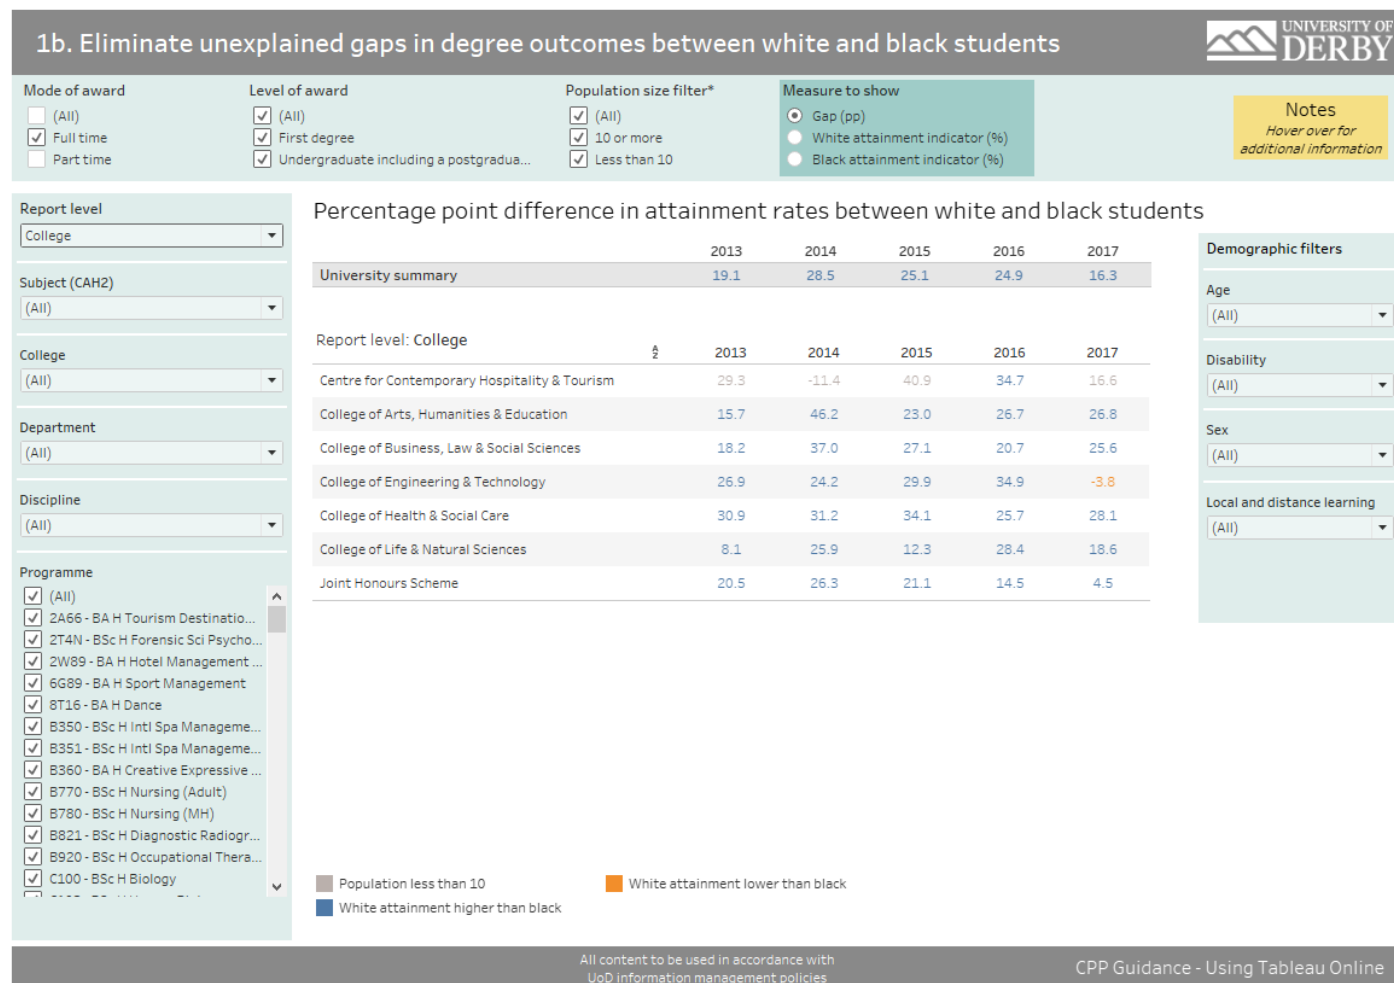 1b. Eliminate unexplained gaps in degree outcomes between white and black students
UNIVERSITY OF
DERBY
Mode of award
(All)
Full time
Part time
Level of award
(All)
First degree
Undergraduate including a postgradua...
Population size filter*
(All)
10 or more
Less than 10
Measure to show
Gap (pp)
White attainment indicator (%)
Black attainment indicator (%)
Notes
Hover over for
additional information
Report level
College
Subject (CAH2)
(All)
College
(All)
Department
(All)
Discipline
(All)
Programme
(All)
2A66 - BA H Tourism Destinatio...
2T4N - BSc H Forensic Sci Psycho...
2W89 - BA H Hotel Management ...
6G89 - BA H Sport Management
8T16 - BA H Dance
B350 - BSc H Intl Spa Manageme...
B351 - BSc H Intl Spa Manageme...
B360 - BA H Creative Expressive ...
B770 - BSc H Nursing (Adult)
B780 - BSc H Nursing (MH)
B821 - BSc H Diagnostic Radiogr...
B920 - BSc H Occupational Thera...
C100 - BSc H Biology
Percentage point difference in attainment rates between white and black students
2013 2014 2015 2016 2017
University summary 19.1 28.5 25.1 24.9 16.3
Report level: College
2013 2014 2015 2016 2017
Centre for Contemporary Hospitality & Tourism 29.3 -11.4 40.9 34.7 16.6
College of Arts, Humanities & Education 15.7 46.2 23.0 26.7 26.8
College of Business, Law & Social Sciences 18.2 37.0 27.1 20.7 25.6
College of Engineering & Technology 26.9 24.2 29.9 34.9 -3.8
College of Health & Social Care 30.9 31.2 34.1 25.7 28.1
College of Life & Natural Sciences 8.1 25.9 12.3 28.4 18.6
Joint Honours Scheme 20.5 26.3 21.1 14.5 4.5
Population less than 10
White attainment lower than black
White attainment higher than black
Demographic filters
Age
(All)
Disability
(All)
Sex
(All)
Local and distance learning
(All)
All content to be used in accordance with
UoD information management policies
CPP Guidance - Using Tableau Online